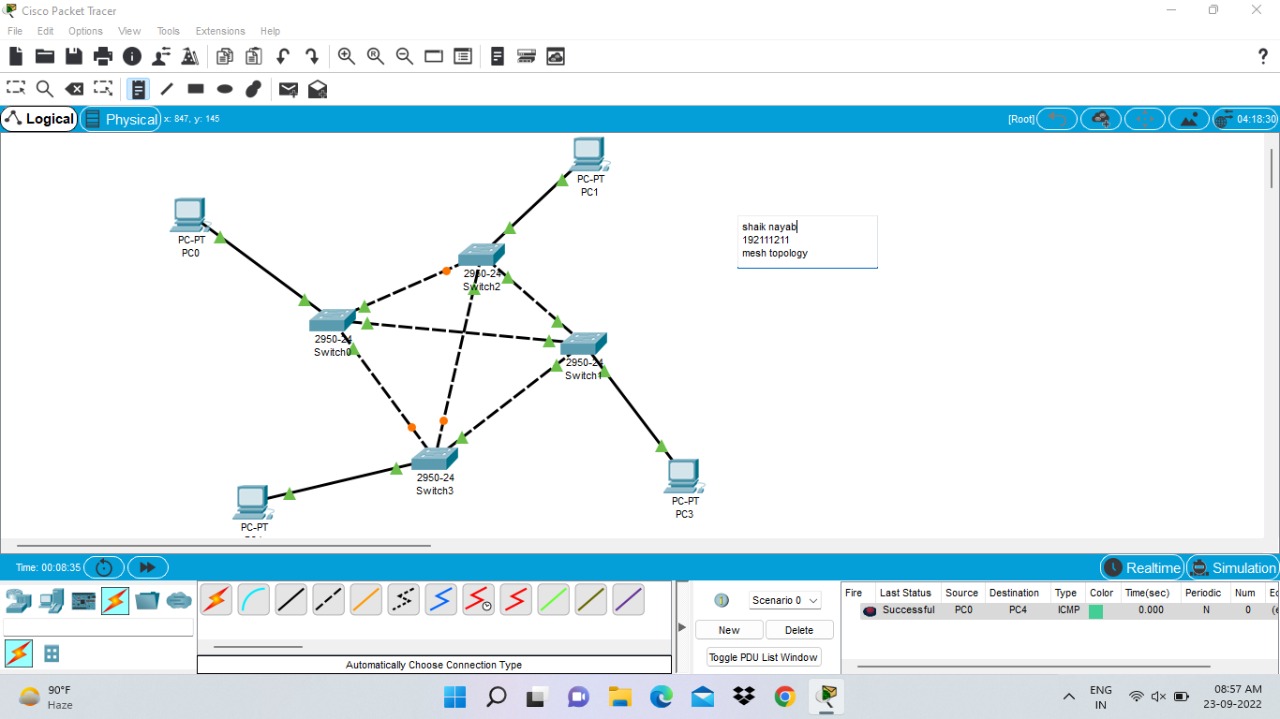 Cisco Packet Tracer
File Edit Options View Tools Extensions Help
?
Logical Physical x: 847, y: 145 [Root] 04:18:30
PC-PT
PC1
PC-PT
PC0
shaik nayab
192111211
mesh topology
2950-24
Switch2
2950-24
Switch0
2950-24
Switch1
2950-24
Switch3
PC-PT
PC3
PC-PT
Time: 00:08:35 Realtime Simulation
Scenario 0
New Delete
Toggle PDU List Window
Automatically Choose Connection Type
Fire Last Status Source Destination Type Color Time(sec) Periodic Num
Successful PC0 PC4 ICMP 0.000 N 0
90°F
Haze
ENG
IN
08:57 AM
23-09-2022